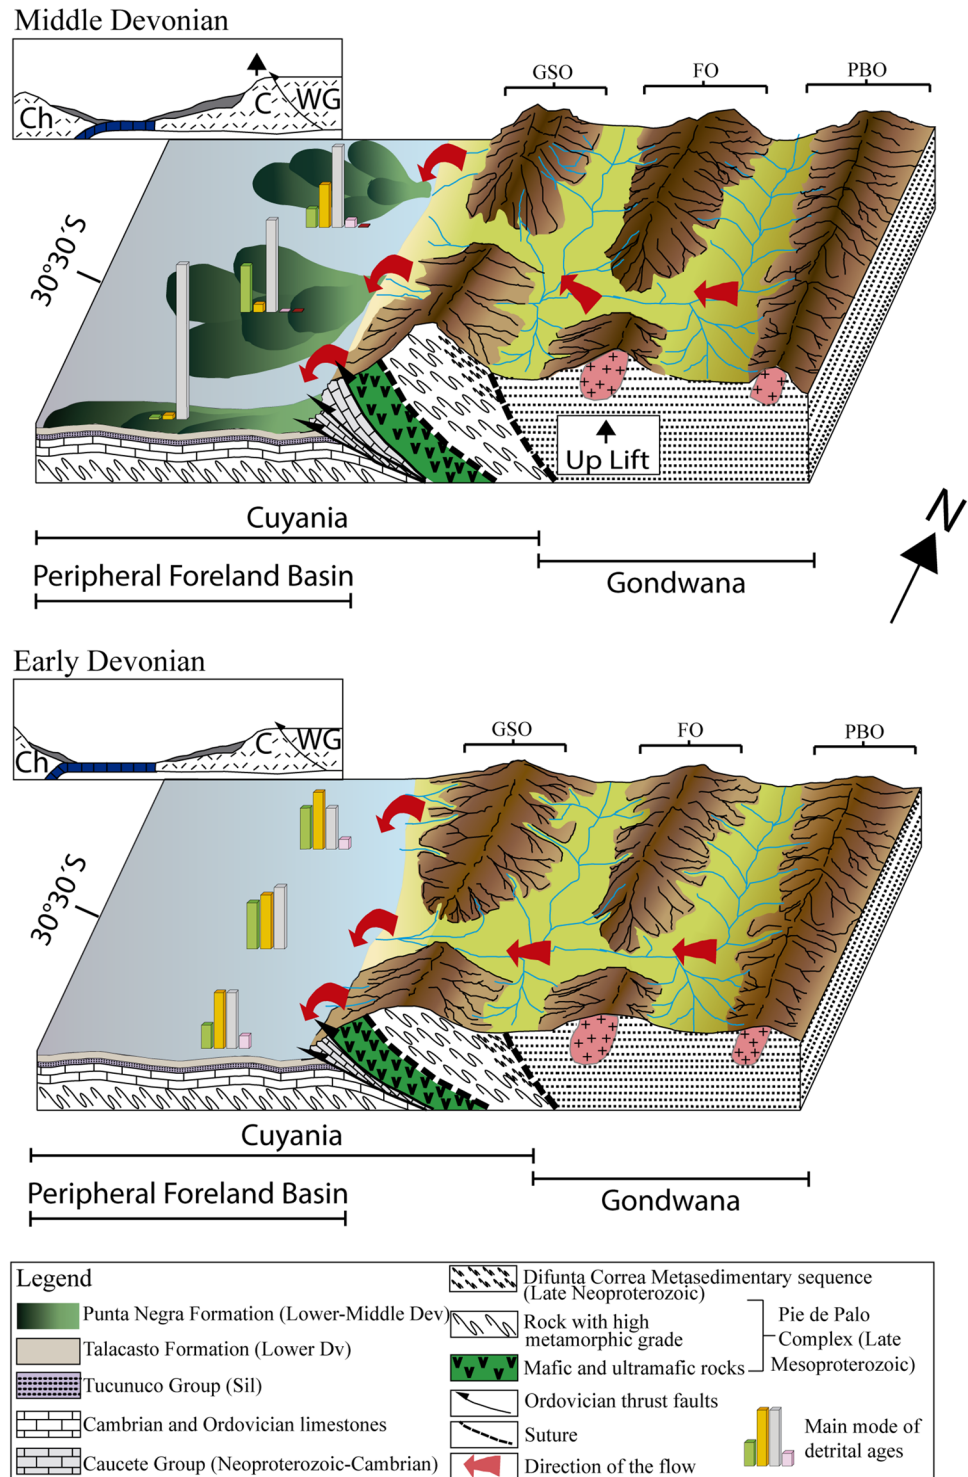 Middle Devonian
GSO
FO
PBO
Ch
C
WG
30°30´S
Up Lift
Cuyania
Peripheral Foreland Basin
Gondwana
N
Early Devonian
GSO
FO
PBO
Ch
C
WG
30°30´S
Cuyania
Peripheral Foreland Basin
Gondwana
Legend
Punta Negra Formation (Lower-Middle Dev)
Talacasto Formation (Lower Dv)
Tucunuco Group (Sil)
Cambrian and Ordovician limestones
Caucete Group (Neoproterozoic-Cambrian)
Difunta Correa Metasedimentary sequence
(Late Neoproterozoic)
Rock with high
metamorphic grade
Mafic and ultramafic rocks
Pie de Palo
Complex (Late
Mesoproterozoic)
Ordovician thrust faults
Suture
Direction of the flow
Main mode of
detrital ages